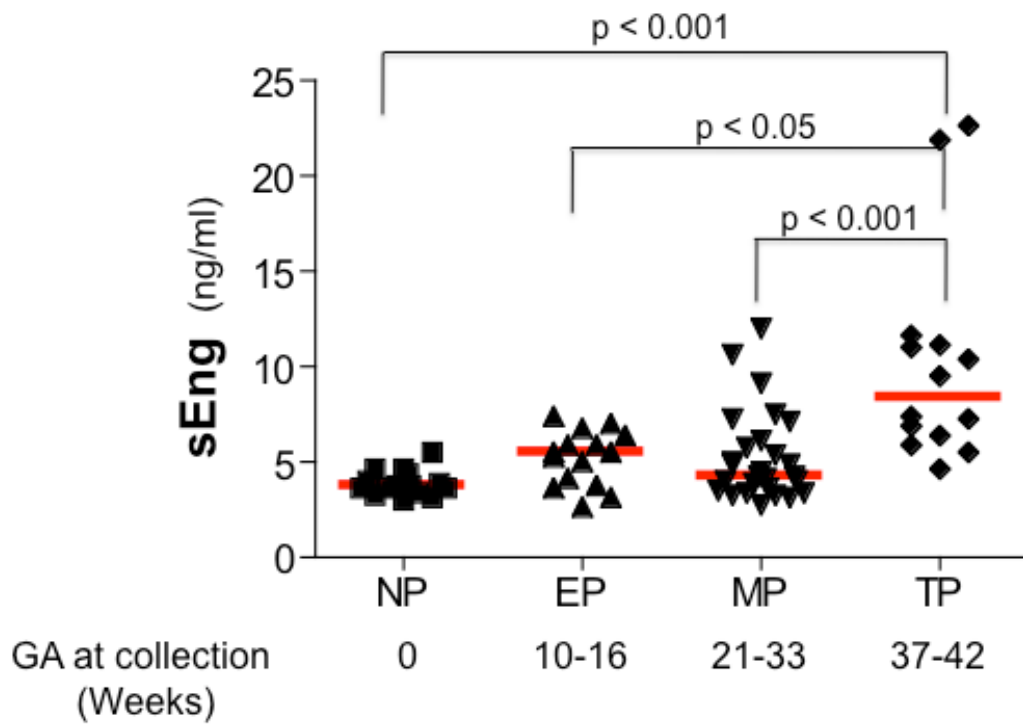 p < 0.001
25
p < 0.05
20
p < 0.001
15
10
5
0
sEng (ng/ml)
NP EP MP TP
GA at collection 0 10-16 21-33 37-42
(Weeks)